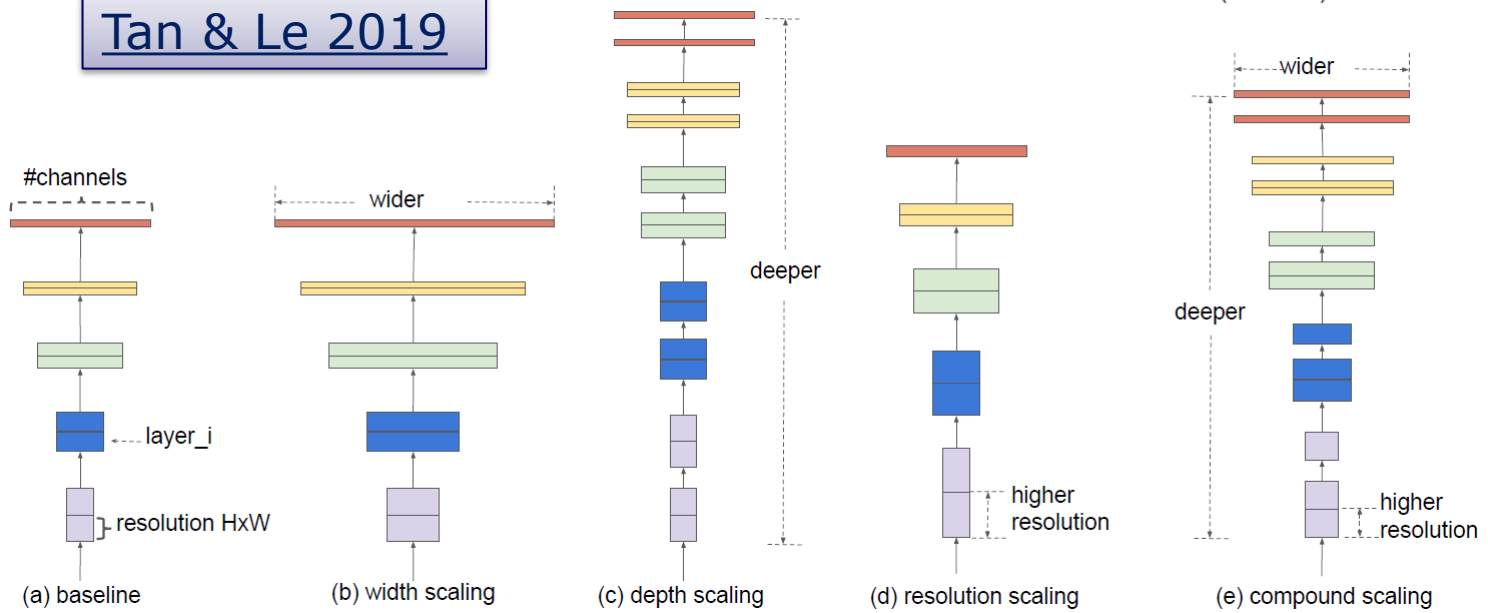 Tan & Le 2019
#channels
layer_i
resolution HxW
(a) baseline
wider
(b) width scaling
deeper
(c) depth scaling
higher
resolution
(d) resolution scaling
wider
deeper
higher
resolution
(e) compound scaling